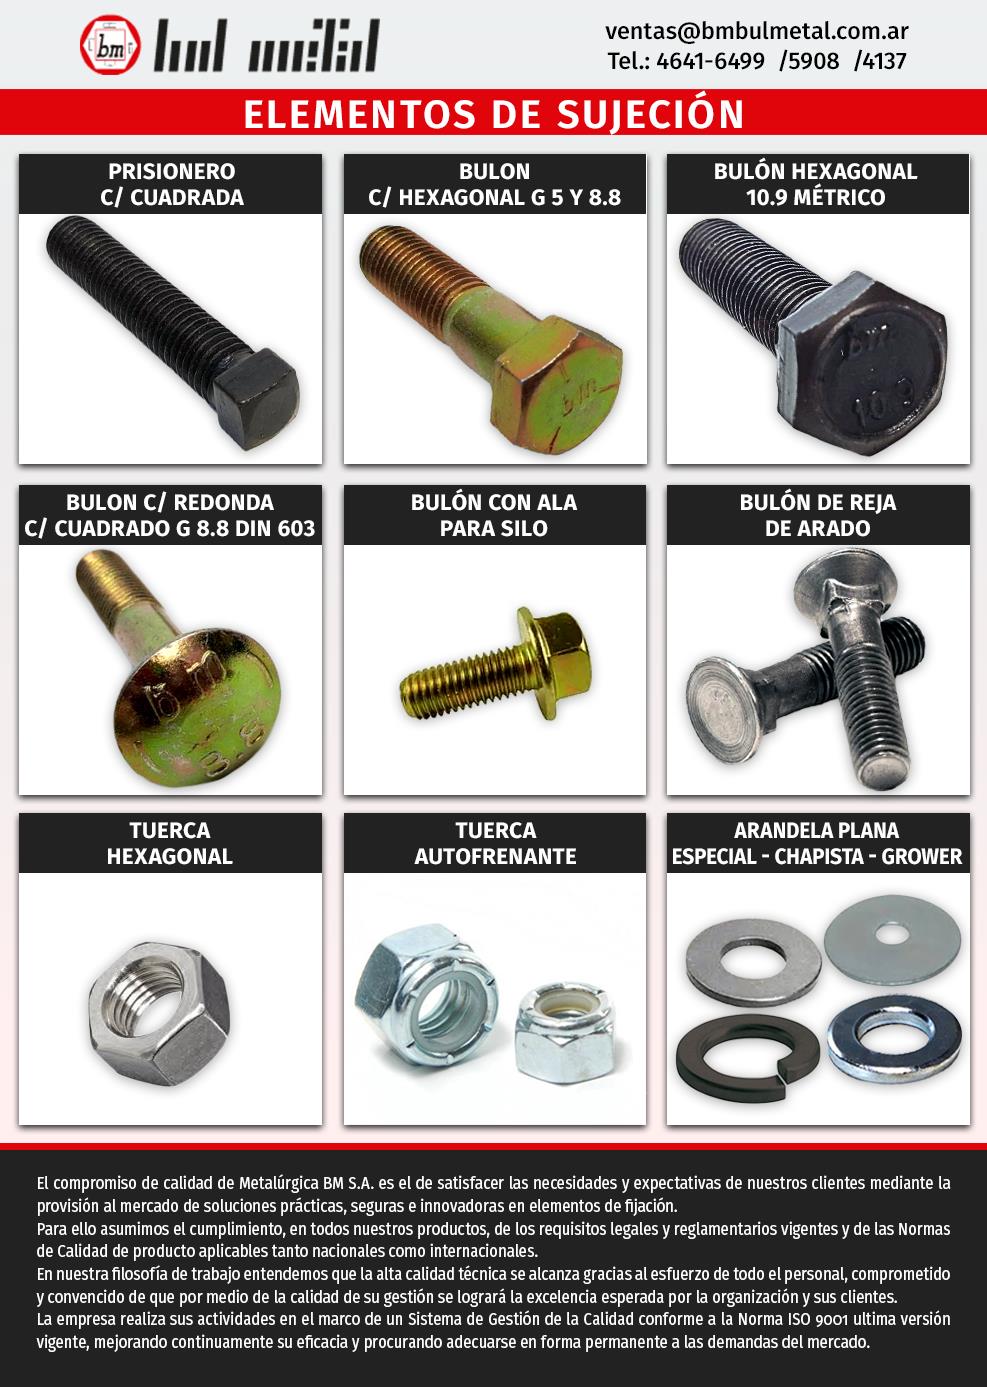 bm bul metal
ventas@bmbulmetal.com.ar
Tel.: 4641-6499 /5908 /4137
ELEMENTOS DE SUJECIÓN
PRISIONERO
C/ CUADRADA
BULON
C/ HEXAGONAL G 5 Y 8.8
BULÓN HEXAGONAL
10.9 MÉTRICO
bm
bm
10.9
BULON C/ REDONDA
C/ CUADRADO G 8.8 DIN 603
BULÓN CON ALA
PARA SILO
BULÓN DE REJA
DE ARADO
bm
8.8
TUERCA
HEXAGONAL
TUERCA
AUTOFRENANTE
ARANDELA PLANA
ESPECIAL - CHAPISTA - GROWER
El compromiso de calidad de Metalúrgica BM S.A. es el de satisfacer las necesidades y expectativas de nuestros clientes mediante la
provisión al mercado de soluciones prácticas, seguras e innovadoras en elementos de fijación.
Para ello asumimos el cumplimiento, en todos nuestros productos, de los requisitos legales y reglamentarios vigentes y de las Normas
de Calidad de producto aplicables tanto nacionales como internacionales.
En nuestra filosofía de trabajo entendemos que la alta calidad técnica se alcanza gracias al esfuerzo de todo el personal, comprometido
y convencido de que por medio de la calidad de su gestión se logrará la excelencia esperada por la organización y sus clientes.
La empresa realiza sus actividades en el marco de un Sistema de Gestión de la Calidad conforme a la Norma ISO 9001 ultima versión
vigente, mejorando continuamente su eficacia y procurando adecuarse en forma permanente a las demandas del mercado.